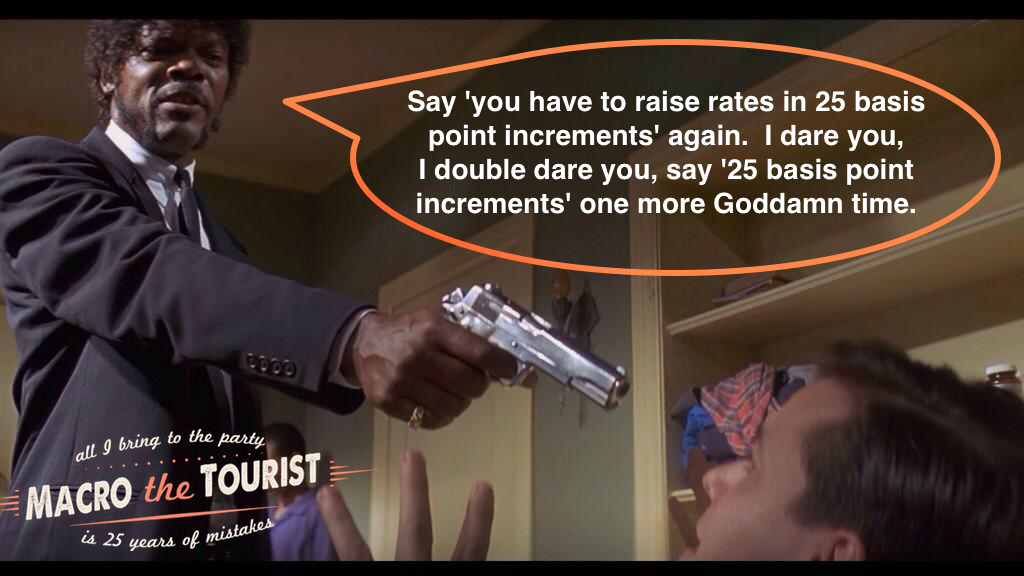 Say 'you have to raise rates in 25 basis
point increments' again.  I dare you,
I double dare you, say '25 basis point
increments' one more Goddamn time.
all I bring to the party
MACRO the TOURIST
is 25 years of mistakes